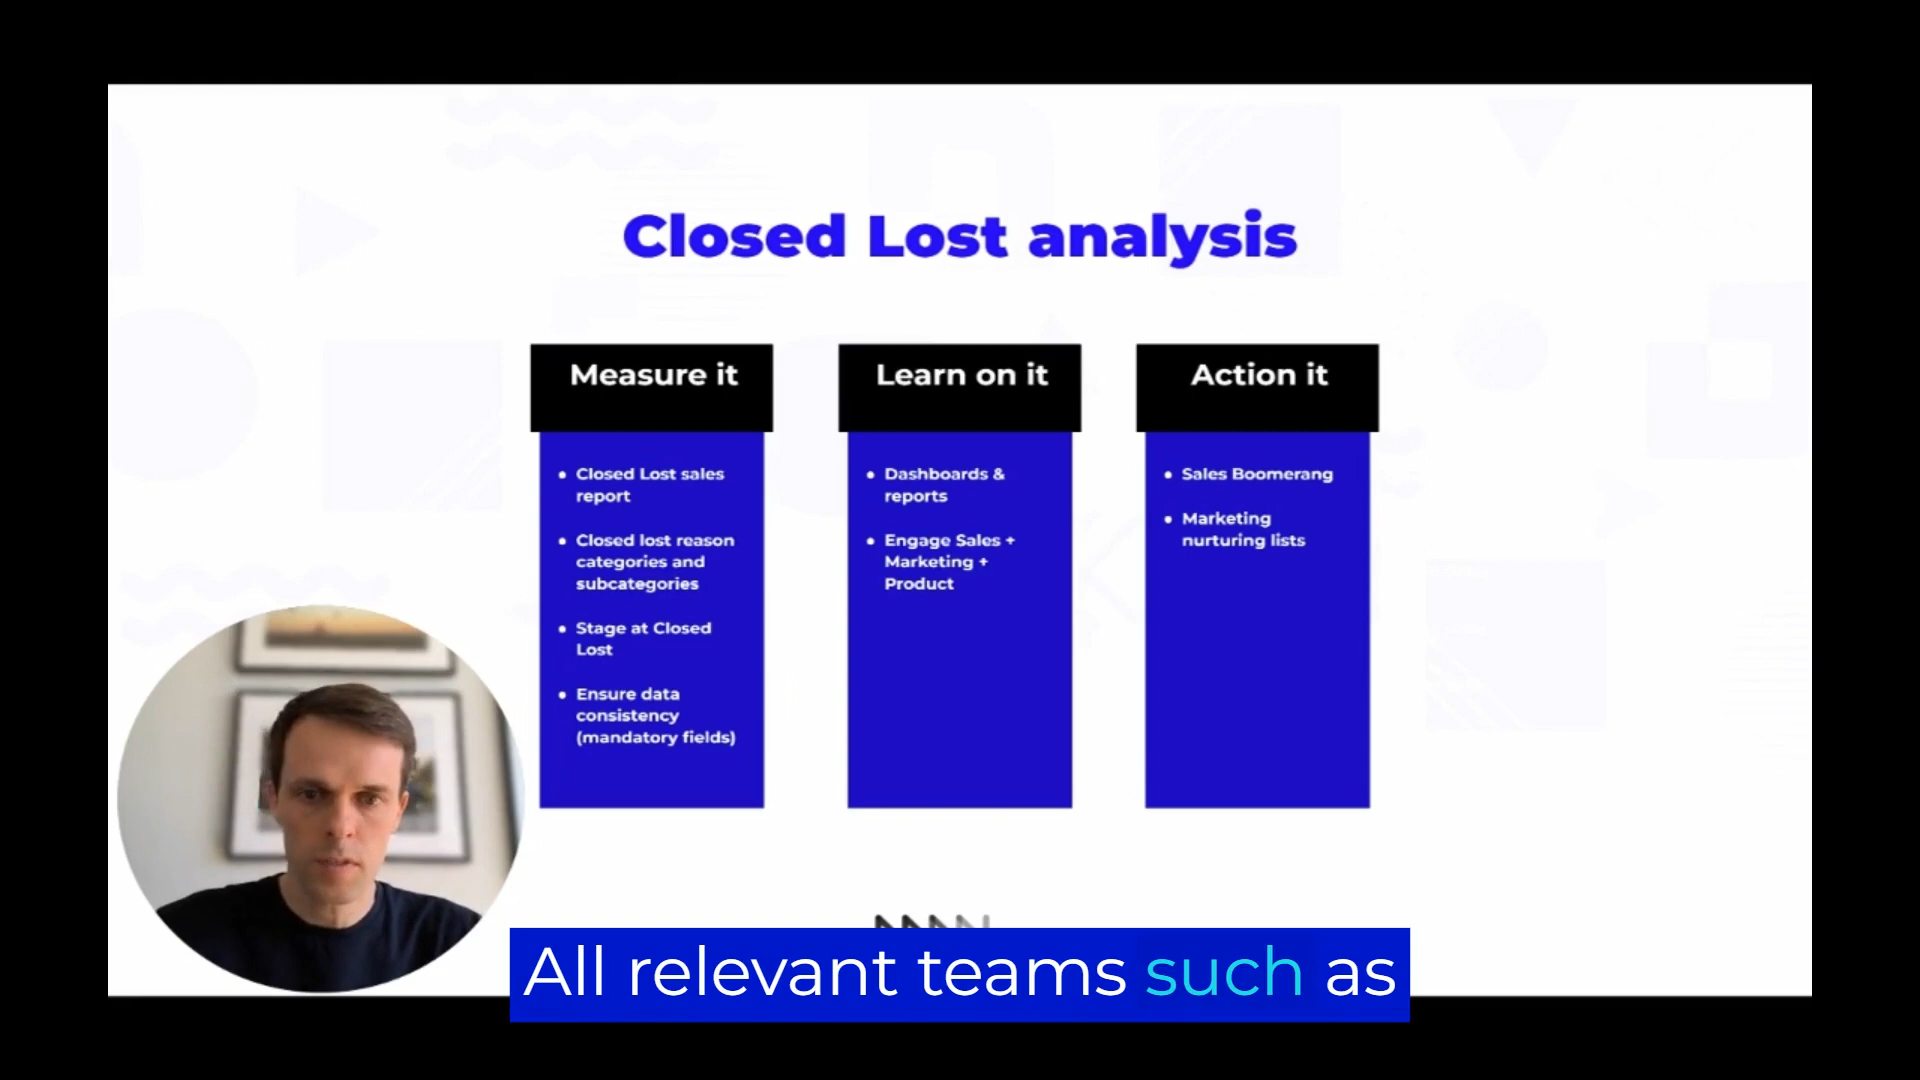 Closed Lost analysis
Measure it
• Closed Lost sales
report
• Closed lost reason
categories and
subcategories
• Stage at Closed
Lost
• Ensure data
consistency
(mandatory fields)
Learn on it
• Dashboards &
reports
• Engage Sales +
Marketing +
Product
Action it
• Sales Boomerang
• Marketing
nurturing lists
All relevant teams such as